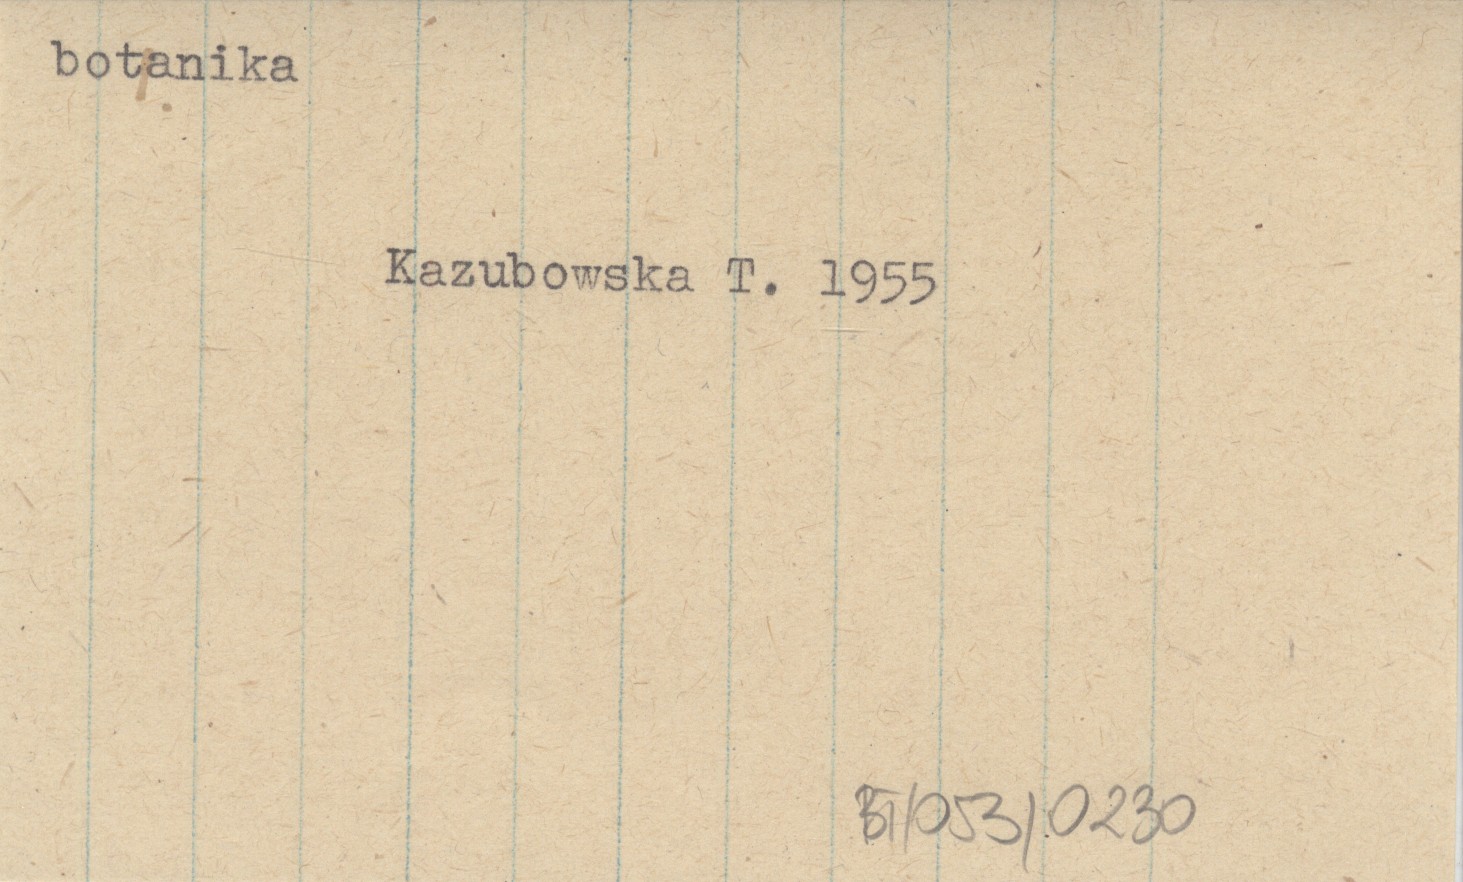 botanika
Kazubowska T. 1955
BT/053/0230